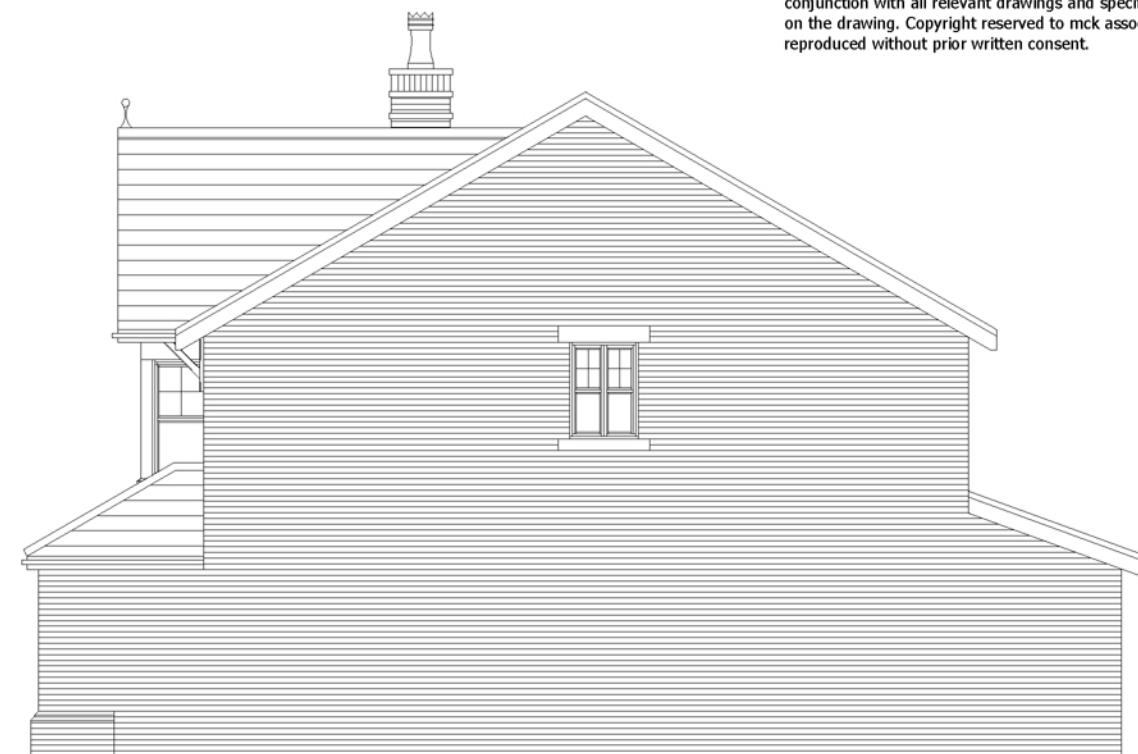 conjunction with all relevant drawings and
on the drawing. Copyright reserved to mck
reproduced without prior written consent.